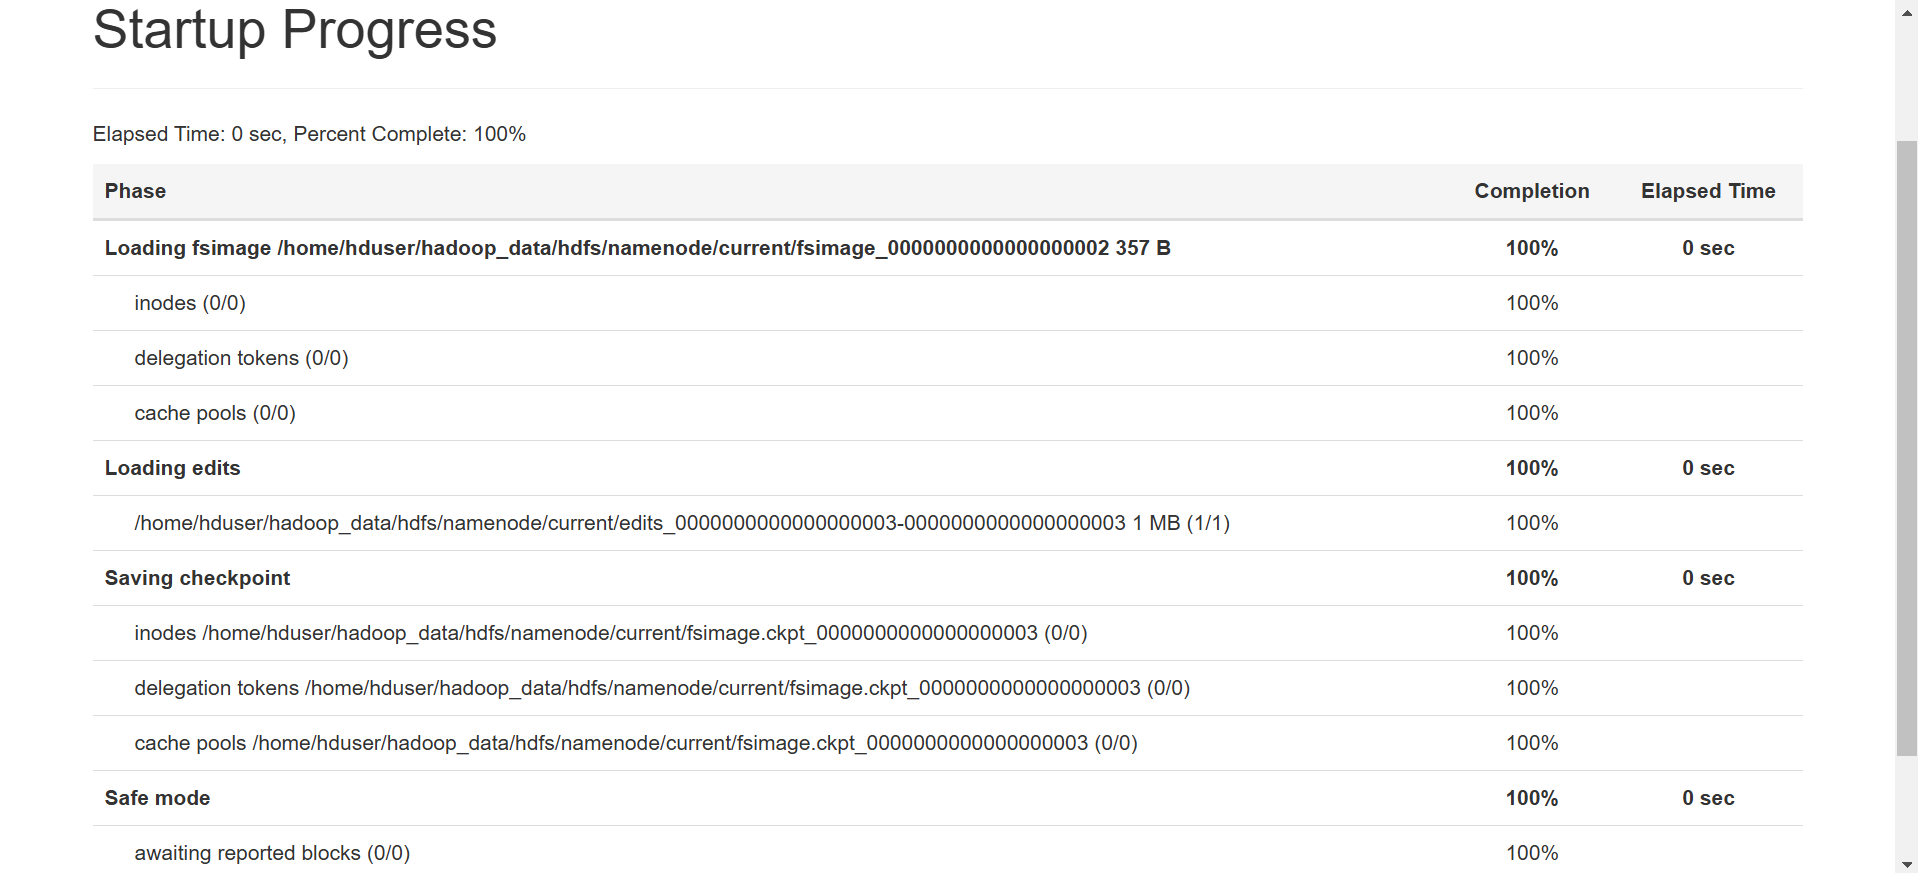 Startup Progress
Elapsed Time: 0 sec, Percent Complete: 100%
Phase Completion Elapsed Time
Loading fsimage /home/hduser/hadoop_data/hdfs/namenode/current/fsimage_0000000000000000002 357 B 100% 0 sec
inodes (0/0) 100%
delegation tokens (0/0) 100%
cache pools (0/0) 100%
Loading edits 100% 0 sec
/home/hduser/hadoop_data/hdfs/namenode/current/edits_0000000000000000003-0000000000000000003 1 MB (1/1) 100%
Saving checkpoint 100% 0 sec
inodes /home/hduser/hadoop_data/hdfs/namenode/current/fsimage.ckpt_0000000000000000003 (0/0) 100%
delegation tokens /home/hduser/hadoop_data/hdfs/namenode/current/fsimage.ckpt_0000000000000000003 (0/0) 100%
cache pools /home/hduser/hadoop_data/hdfs/namenode/current/fsimage.ckpt_0000000000000000003 (0/0) 100%
Safe mode 100% 0 sec
awaiting reported blocks (0/0) 100%